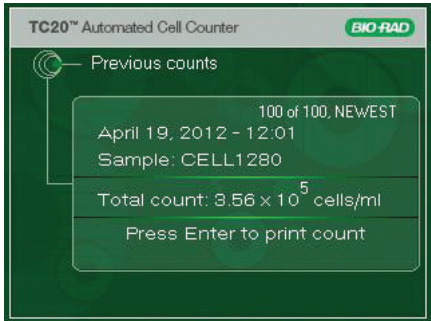 TC20™ Automated Cell Counter BIO-RAD
Previous counts
100 of 100, NEWEST
April 19, 2012 - 12:01
Sample: CELL1280
Total count: 3.56 x 10⁵ cells/ml
Press Enter to print count